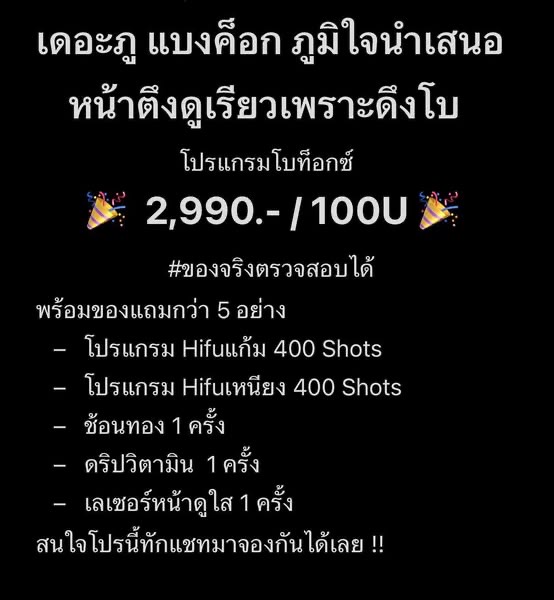 เดอะภู แบงค็อก ภูมิใจนำเสนอ
หน้าตึงดูเรียวเพราะดึงโบ
โปรแกรมโบท็อกซ์
🎉 2,990.- / 100U 🎉
#ของจริงตรวจสอบได้
พร้อมของแถมกว่า 5 อย่าง
– โปรแกรม Hifuแก้ม 400 Shots
– โปรแกรม Hifuเหนียง 400 Shots
– ช้อนทอง 1 ครั้ง
– ดริปวิตามิน 1 ครั้ง
– เลเซอร์หน้าดูใส 1 ครั้ง
สนใจโปรนี้ทักแชทมาจองกันได้เลย !!